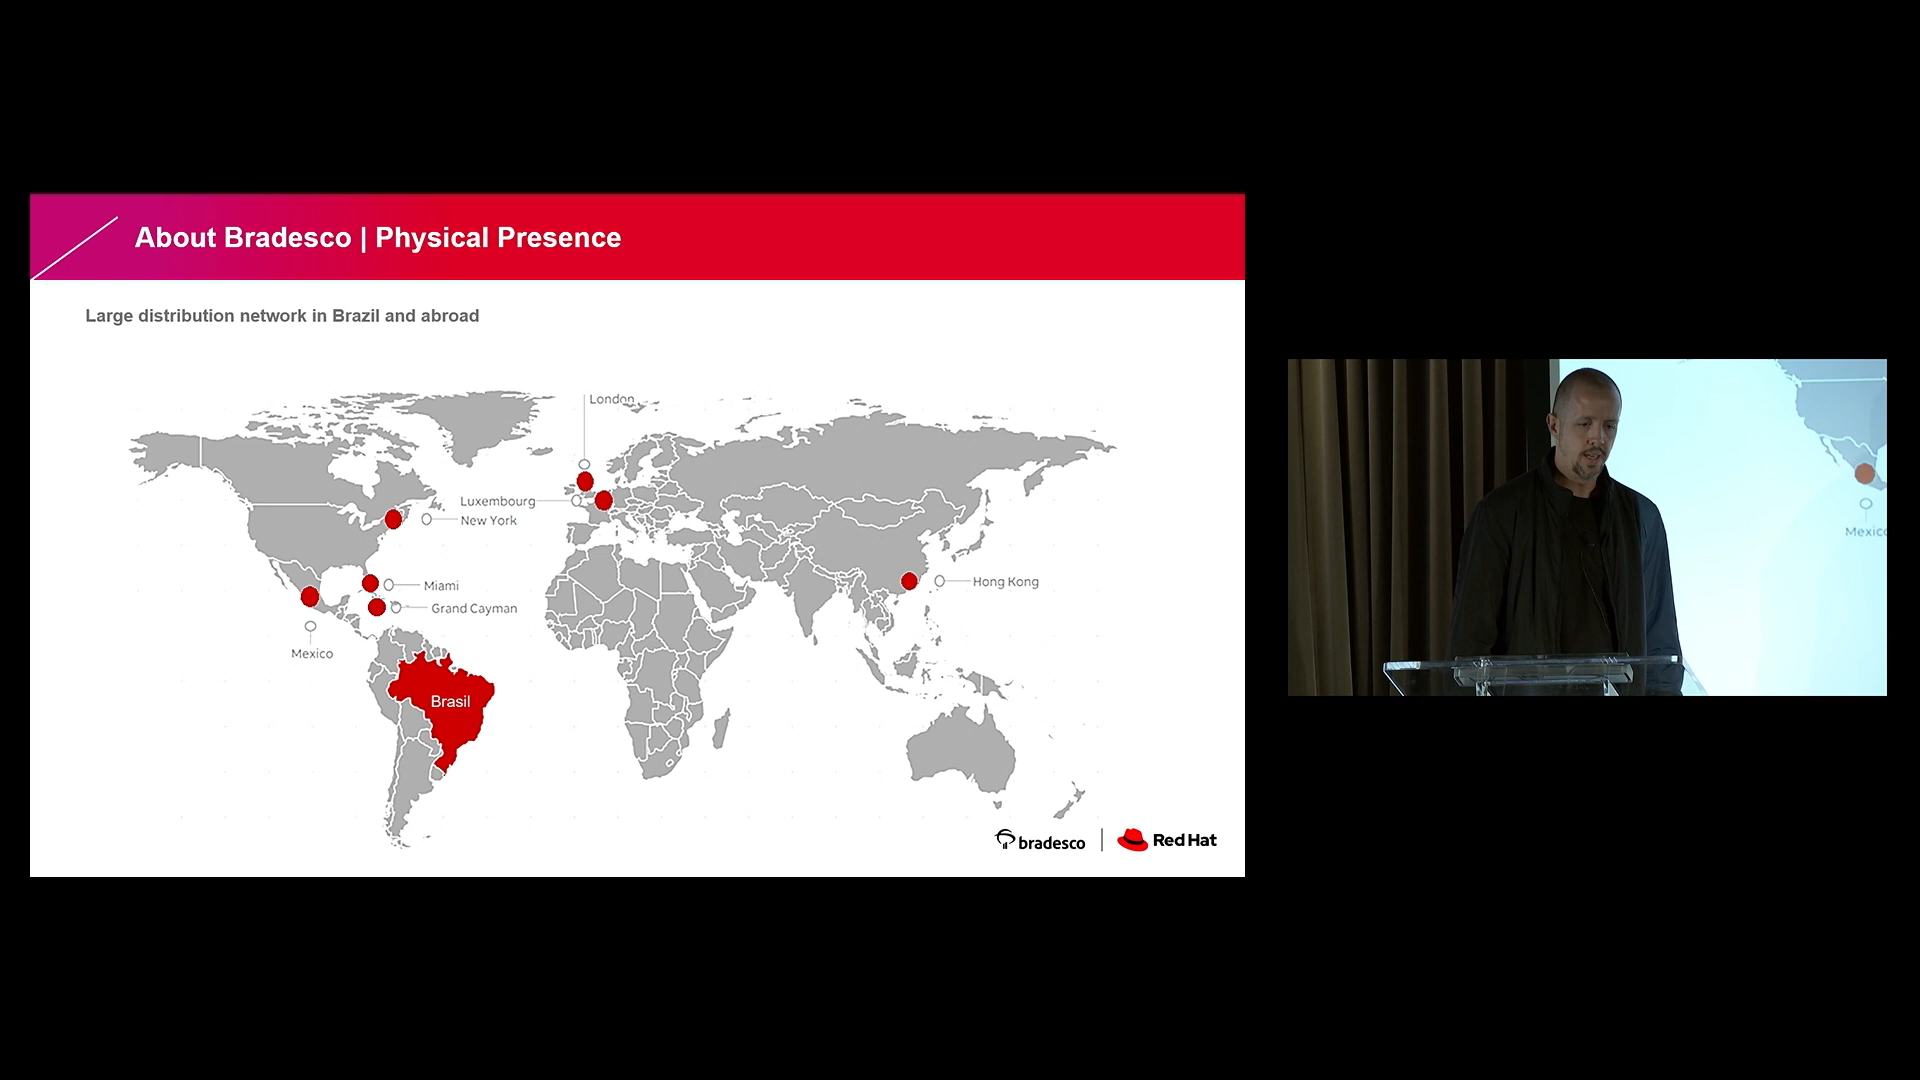 About Bradesco | Physical Presence
Large distribution network in Brazil and abroad
London
Luxembourg
New York
Miami
Grand Cayman
Hong Kong
Mexico
Brasil
bradesco
Red Hat
Mexico